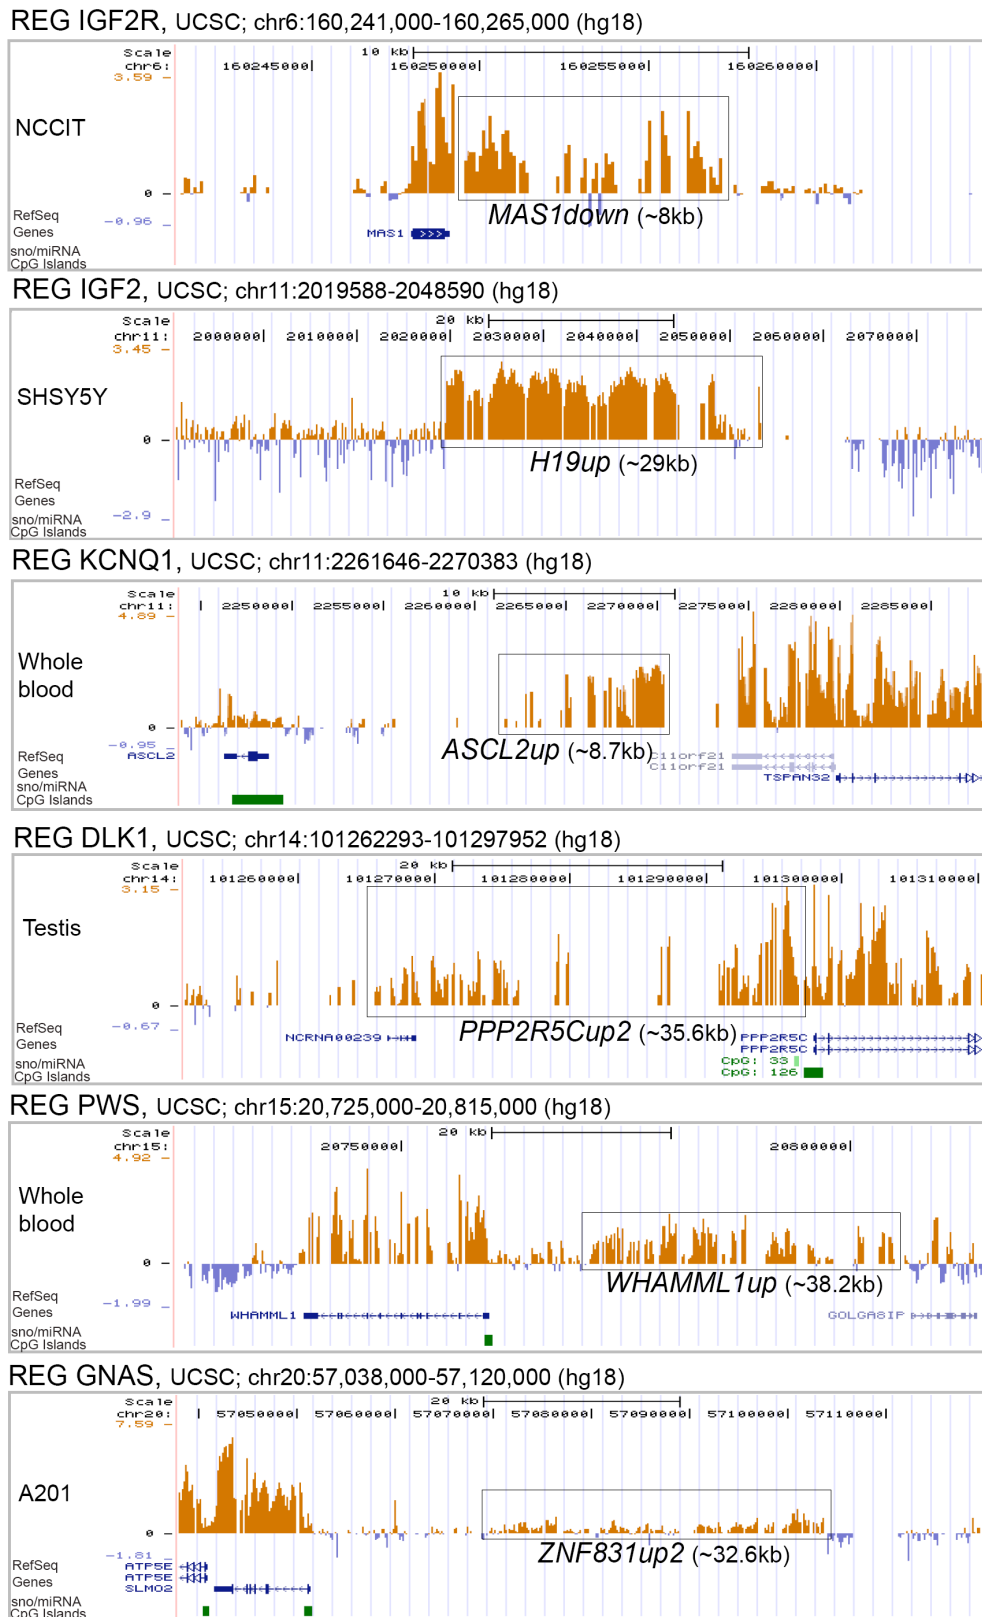 REG IGF2R, UCSC; chr6:160,241,000-160,265,000 (hg18)
Scale 10 kb
chr6: 160245000 160250000 160255000 160260000
3.59
NCCIT
0
MAS1down (~8kb)
RefSeq
-0.96
Genes
MAS1
sno/miRNA
CpG Islands
REG IGF2, UCSC; chr11:2019588-2048590 (hg18)
Scale 20 kb
chr11: 2000000 2010000 2020000 2030000 2040000 2050000 2060000 2070000
3.45
SHSY5Y
0
H19up (~29kb)
RefSeq
Genes
-2.9
sno/miRNA
CpG Islands
REG KCNQ1, UCSC; chr11:2261646-2270383 (hg18)
Scale 10 kb
chr11: 2250000 2255000 2260000 2265000 2270000 2275000 2280000 2285000
4.89
Whole
blood
0
-0.95
ASCL2up (~8.7kb)
RefSeq
ASCL2
C11orf21
Genes
C11orf21
TSPAN32
sno/miRNA
CpG Islands
REG DLK1, UCSC; chr14:101262293-101297952 (hg18)
Scale 20 kb
chr14: 101260000 101270000 101280000 101290000 101300000 101310000
3.15
Testis
0
RefSeq
-0.67
PPP2R5Cup2 (~35.6kb)
Genes
NCRNA00239
PPP2R5C
PPP2R5C
sno/miRNA
CpG: 33
CpG Islands
CpG: 126
REG PWS, UCSC; chr15:20,725,000-20,815,000 (hg18)
Scale 20 kb
chr15: 20750000 20800000
4.92
Whole
blood
0
WHAMML1up (~38.2kb)
RefSeq
-1.99
Genes
WHAMML1
GOLGA8IP
sno/miRNA
CpG Islands
REG GNAS, UCSC; chr20:57,038,000-57,120,000 (hg18)
Scale 20 kb
chr20: 57050000 57060000 57070000 57080000 57090000 57100000 57110000
7.59
A201
0
ZNF831up2 (~32.6kb)
-1.81
RefSeq
ATP5E
ATP5E
Genes
SLMO2
sno/miRNA
CpG Islands